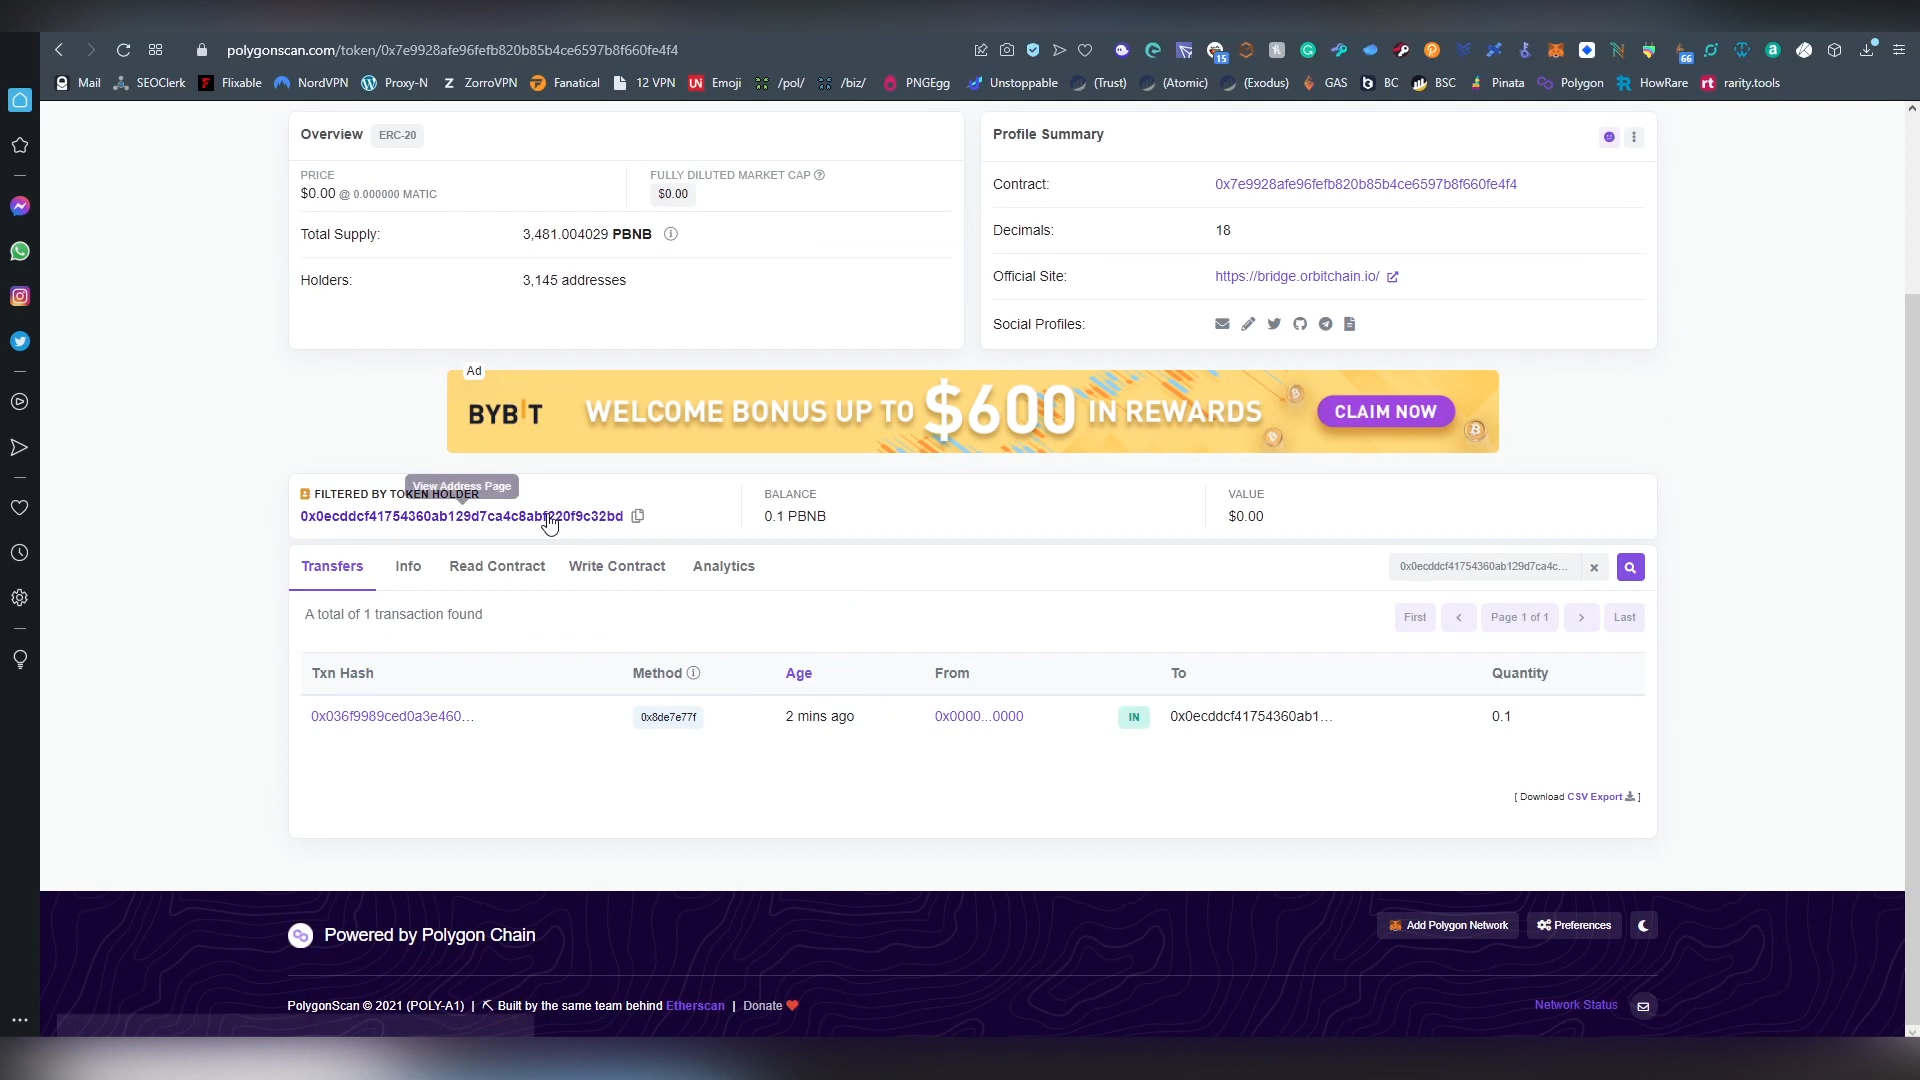 polygonscan.com/token/0x7e9928afe96fefb820b85b4ce6597b8f660fe4f4
15
66
Mail SEOClerk Flixable NordVPN Proxy-N ZorroVPN Fanatical 12 VPN Emoji /pol/ /biz/ PNGEgg Unstoppable (Trust) (Atomic) (Exodus) GAS BC BSC Pinata Polygon HowRare rarity.tools
Overview ERC-20
PRICE
$0.00 @ 0.000000 MATIC
FULLY DILUTED MARKET CAP
$0.00
Total Supply: 3,481.004029 PBNB
Holders: 3,145 addresses
Profile Summary
Contract: 0x7e9928afe96fefb820b85b4ce6597b8f660fe4f4
Decimals: 18
Official Site: https://bridge.orbitchain.io/
Social Profiles:
Ad
BYBIT WELCOME BONUS UP TO $600 IN REWARDS CLAIM NOW
View Address Page
FILTERED BY TOKEN HOLDER
0x0ecddcf41754360ab129d7ca4c8abf220f9c32bd
BALANCE
0.1 PBNB
VALUE
$0.00
Transfers Info Read Contract Write Contract Analytics
0x0ecddcf41754360ab129d7ca4c...
A total of 1 transaction found
First Page 1 of 1 Last
Txn Hash Method Age From To Quantity
0x036f9989ced0a3e460... 0x8de7e77f 2 mins ago 0x0000...0000 IN 0x0ecddcf41754360ab1... 0.1
[ Download CSV Export ]
Powered by Polygon Chain
Add Polygon Network Preferences
PolygonScan © 2021 (POLY-A1) | Built by the same team behind Etherscan | Donate
Network Status